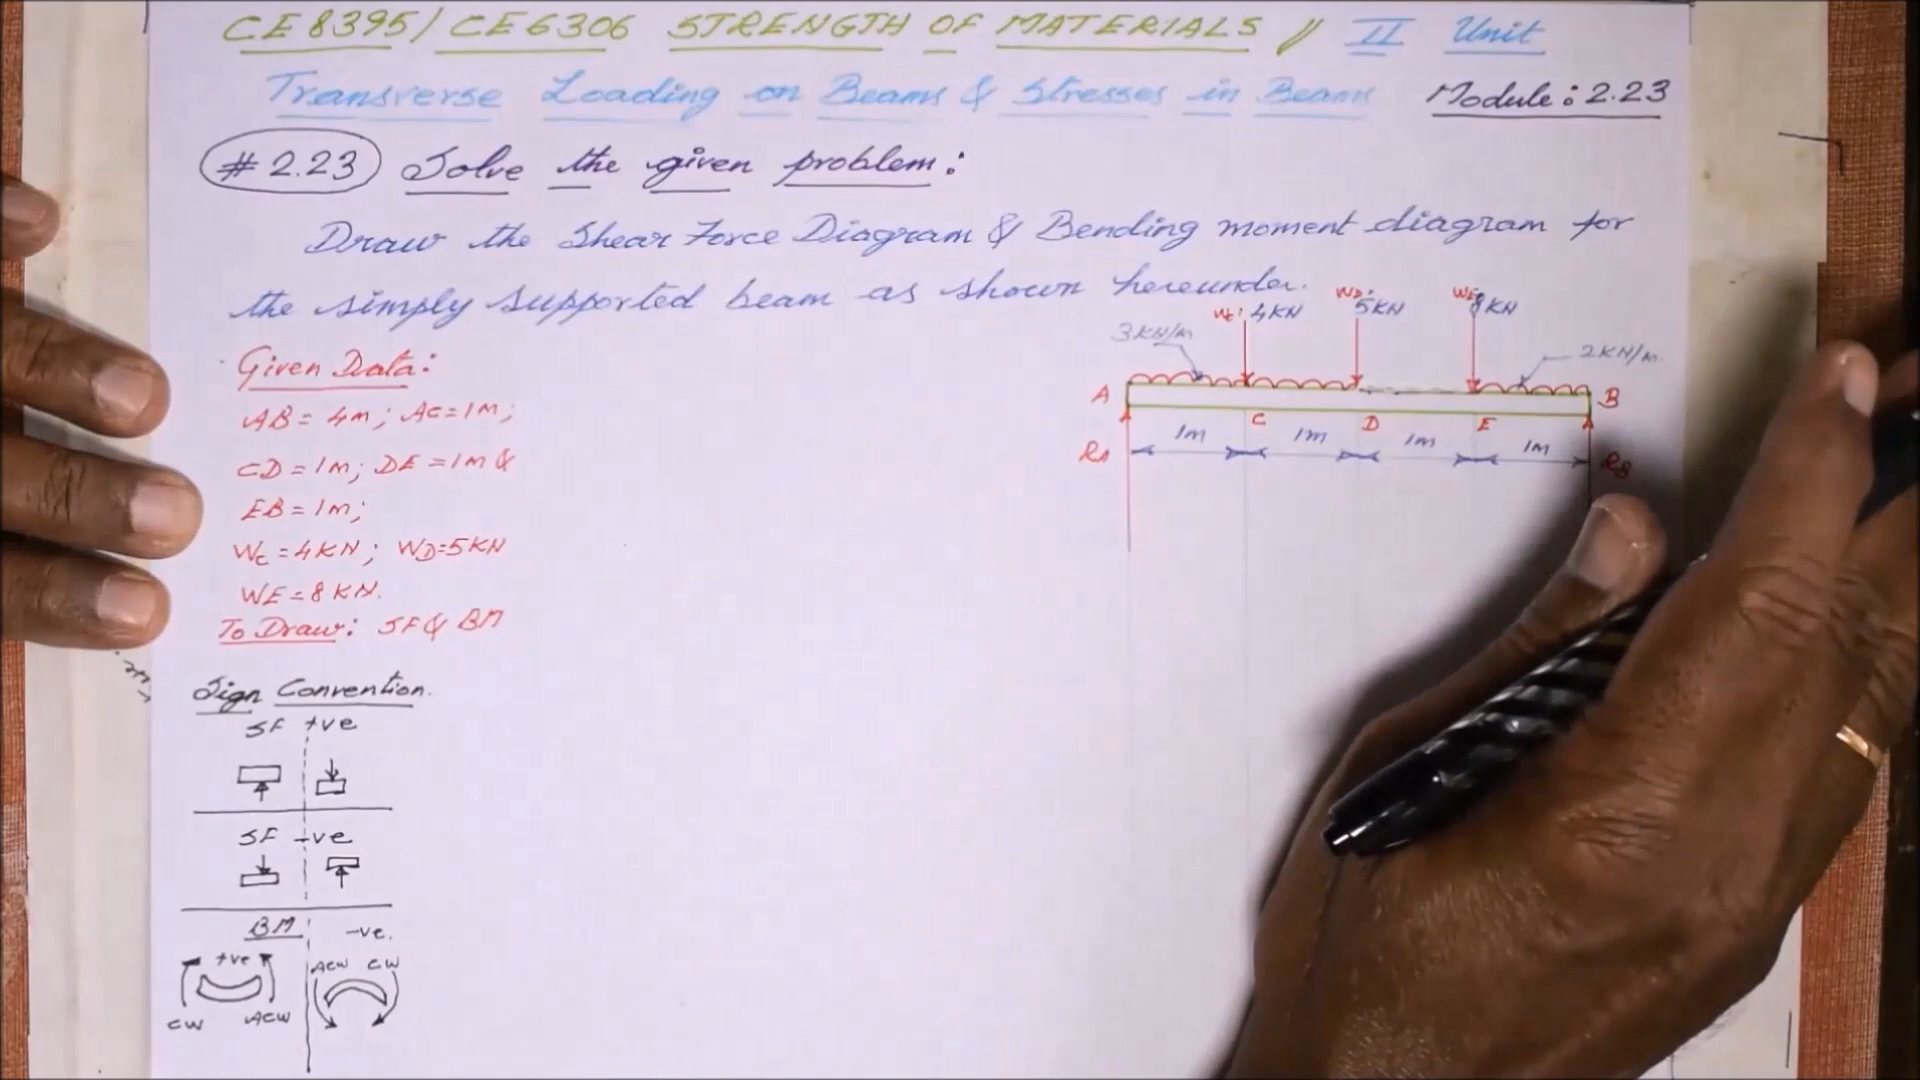 CE8395/CE6306 STRENGTH OF MATERIALS // II Unit
Transverse Loading on Beams & Stresses in Beams Module: 2.23
#2.23 Solve the given problem:
Draw the Shear Force Diagram & Bending moment diagram for
the simply supported beam as shown hereunder.
Given Data:
AB = 4m; AC = 1m;
CD = 1m; DE = 1m &
EB = 1m;
WC = 4KN; WD = 5KN
WE = 8KN.
To Draw: SF & BM
Sign Convention.
SF +ve
SF -ve
BM -ve.
+ve ACW CW
CW ACW
WC: 4KN WD: 5KN WE 8KN
3KN/m 2KN/m
A B
C D E
RA 1m 1m 1m 1m RB